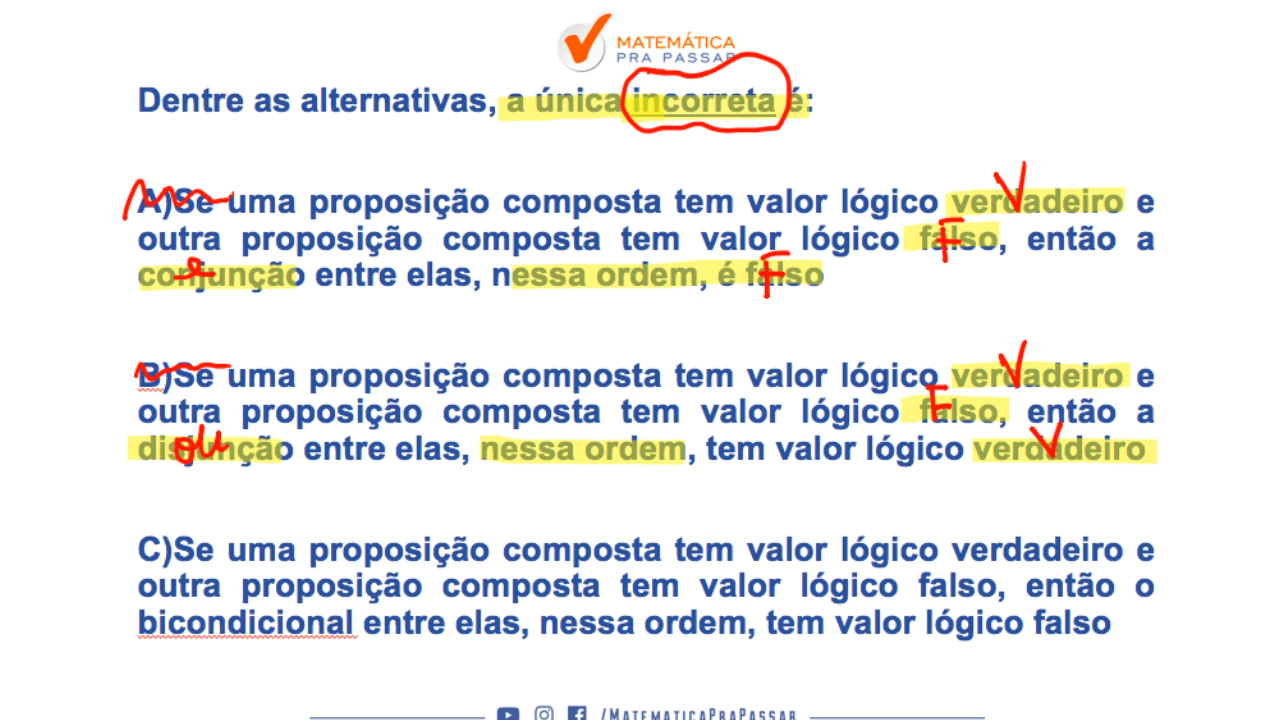 MATEMÁTICA
PRA PASSAR
Dentre as alternativas, a única incorreta é:
V
A)Se uma proposição composta tem valor lógico verdadeiro e
F
outra proposição composta tem valor lógico falso, então a
e F
conjunção entre elas, nessa ordem, é falso
V
B)Se uma proposição composta tem valor lógico verdadeiro e
F
outra proposição composta tem valor lógico falso, então a
ou V
disjunção entre elas, nessa ordem, tem valor lógico verdadeiro
C)Se uma proposição composta tem valor lógico verdadeiro e
outra proposição composta tem valor lógico falso, então o
bicondicional entre elas, nessa ordem, tem valor lógico falso
/MATEMATICAPRAPASSAR